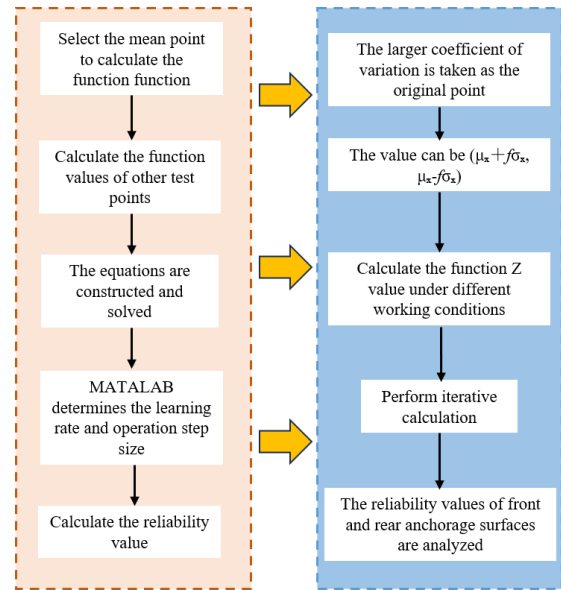 Select the mean point
to calculate the
function function
Calculate the function
values of other test
points
The equations are
constructed and
solved
MATALAB
determines the learning
rate and operation step
size
Calculate the reliability
value
The larger coefficient of
variation is taken as the
original point
The value can be (μₓ+fσₓ,
μₓ-fσₓ)
Calculate the function Z
value under different
working conditions
Perform iterative
calculation
The reliability values of front
and rear anchorage surfaces
are analyzed